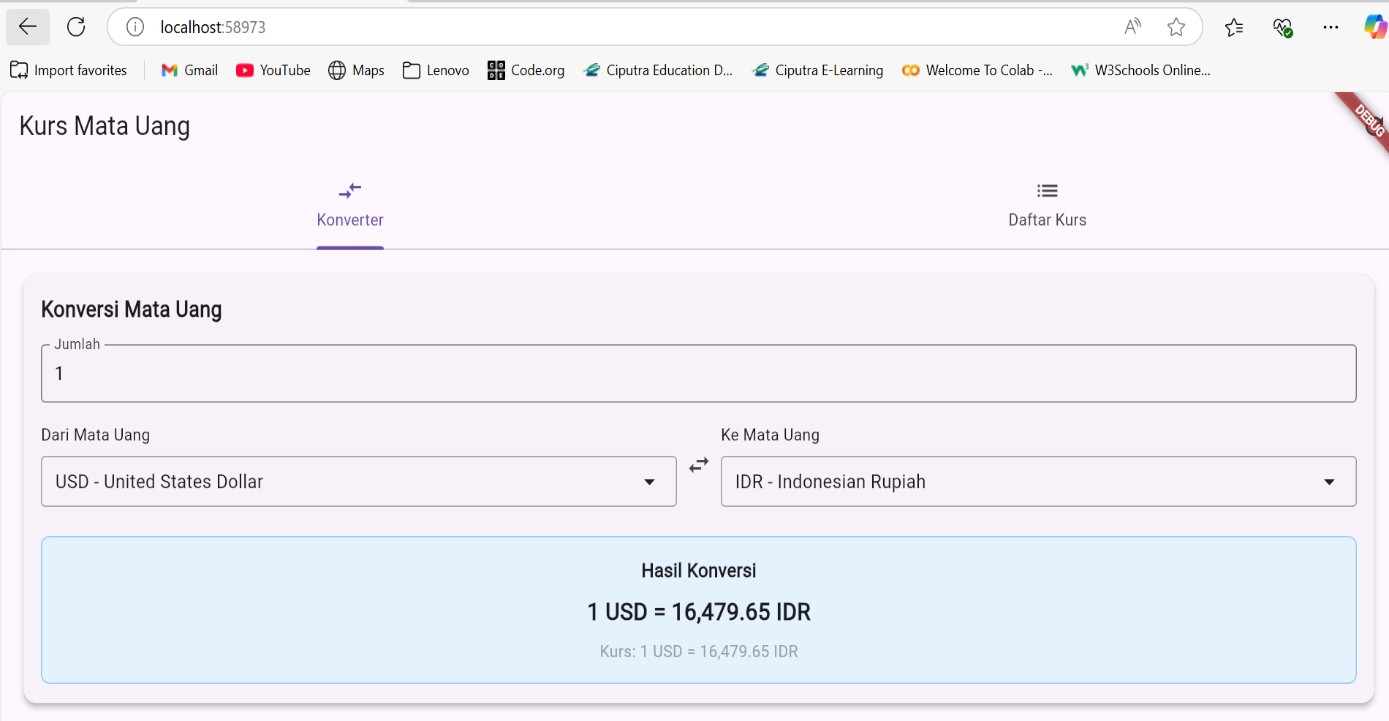 localhost:58973
Import favorites Gmail YouTube Maps Lenovo Code.org Ciputra Education D... Ciputra E-Learning Welcome To Colab -... W3Schools Online...
Kurs Mata Uang
DEBUG
Konverter Daftar Kurs
Konversi Mata Uang
Jumlah
1
Dari Mata Uang Ke Mata Uang
USD - United States Dollar IDR - Indonesian Rupiah
Hasil Konversi
1 USD = 16,479.65 IDR
Kurs: 1 USD = 16,479.65 IDR